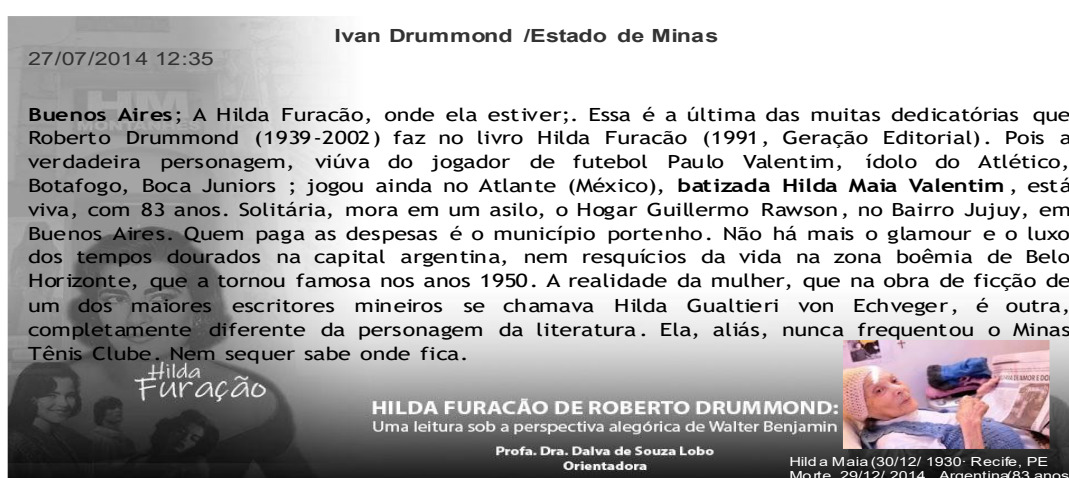 Ivan Drummond /Estado de Minas
27/07/2014 12:35
Buenos Aires; A Hilda Furacão, onde ela estiver;. Essa é a última das muitas dedicatórias que
Roberto Drummond (1939-2002) faz no livro Hilda Furacão (1991, Geração Editorial). Pois a
verdadeira personagem, viúva do jogador de futebol Paulo Valentim, ídolo do Atlético,
Botafogo, Boca Juniors ; jogou ainda no Atlante (México), batizada Hilda Maia Valentim , está
viva, com 83 anos. Solitária, mora em um asilo, o Hogar Guillermo Rawson, no Bairro Jujuy, em
Buenos Aires. Quem paga as despesas é o município portenho. Não há mais o glamour e o luxo
dos tempos dourados na capital argentina, nem resquícios da vida na zona boêmia de Belo
Horizonte, que a tornou famosa nos anos 1950. A realidade da mulher, que na obra de ficção de
um dos maiores escritores mineiros se chamava Hilda Gualtieri von Echveger, é outra,
completamente diferente da personagem da literatura. Ela, aliás, nunca frequentou o Minas
Tênis Clube. Nem sequer sabe onde fica.
Hilda
Furação
HILDA FURACÃO DE ROBERTO DRUMMOND:
Uma leitura sob a perspectiva alegórica de Walter Benjamin
Profa. Dra. Dalva de Souza Lobo
Orientadora
Hilda Maia (30/12/ 1930- Recife, PE
Morte, 29/12/ 2014 , Argentina(83 anos